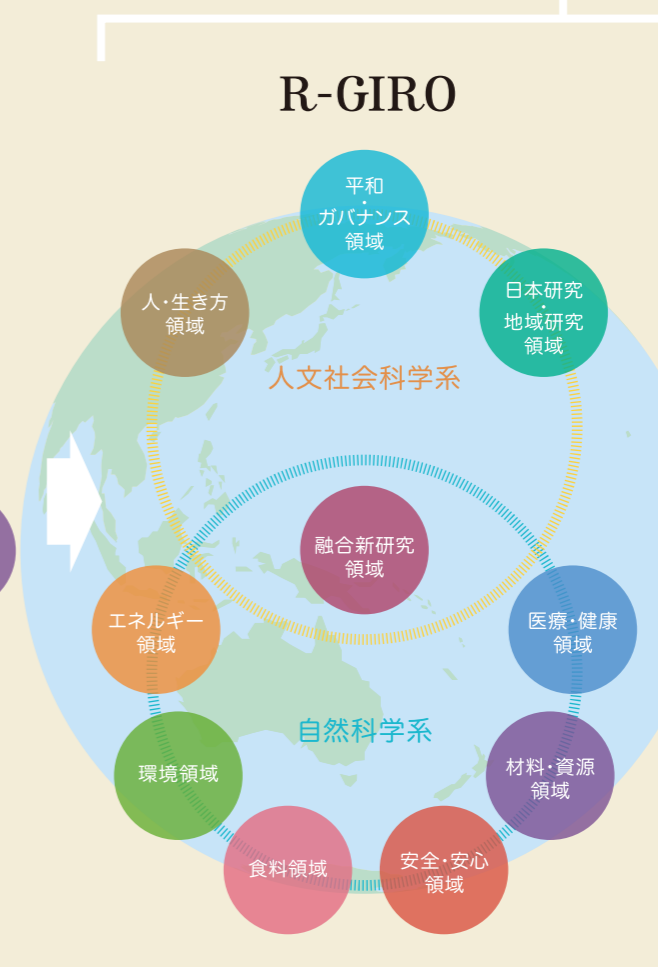 R-GIRO
平和
・
ガバナンス
領域
人・生き方
領域
日本研究
・
地域研究
領域
人文社会科学系
融合新研究
領域
エネルギー
領域
医療・健康
領域
自然科学系
環境領域
材料・資源
領域
食料領域
安全・安心
領域